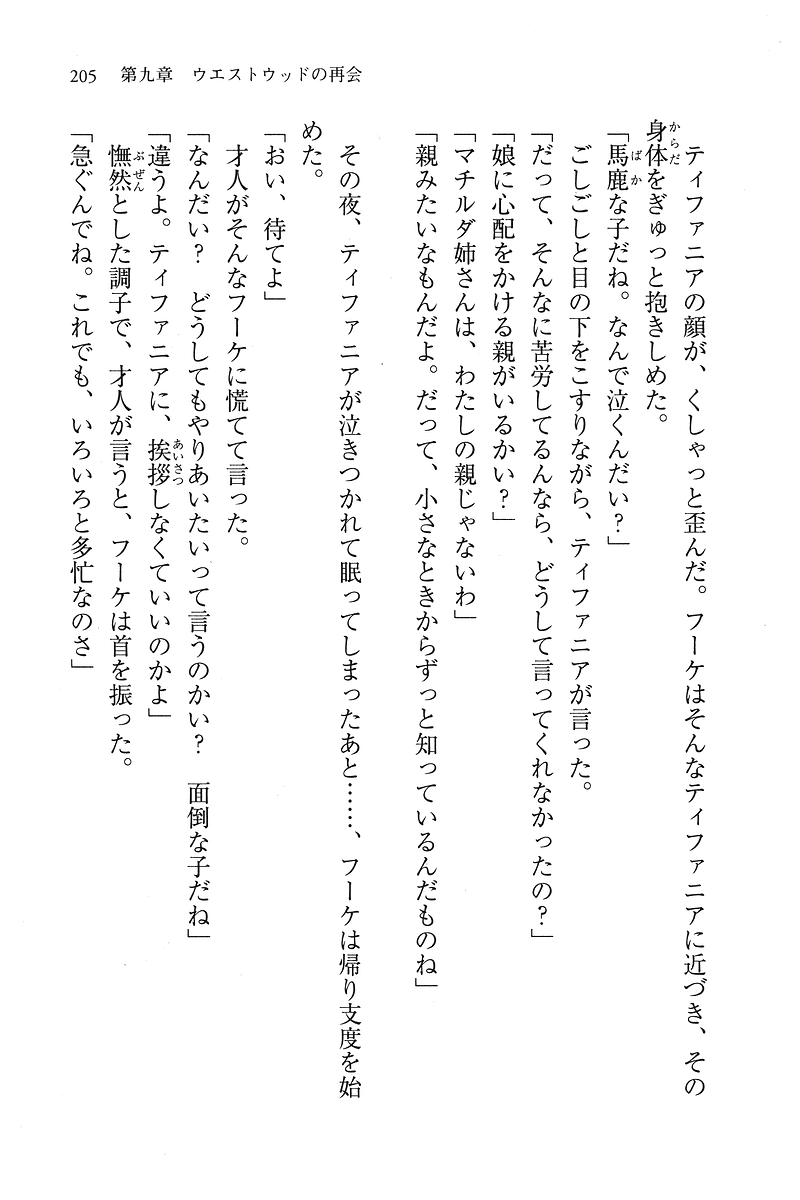 205　第九章　ウエストウッドの再会
　ティファニアの顔が、くしゃっと歪んだ。フーケはそんなティファニアに近づき、その
身体をぎゅっと抱きしめた。
「馬鹿な子だね。なんで泣くんだい？」
　ごしごしと目の下をこすりながら、ティファニアが言った。
「だって、そんなに苦労してるんなら、どうして言ってくれなかったの？」
「娘に心配をかける親がいるかい？」
「マチルダ姉さんは、わたしの親じゃないわ」
「親みたいなもんだよ。だって、小さなときからずっと知っているんだものね」
　その夜、ティファニアが泣きつかれて眠ってしまったあと……、フーケは帰り支度を始
めた。
「おい、待てよ」
　才人がそんなフーケに慌てて言った。
「なんだい？　どうしてもやりあいたいって言うのかい？　面倒な子だね」
「違うよ。ティファニアに、挨拶しなくていいのかよ」
　憮然とした調子で、才人が言うと、フーケは首を振った。
「急ぐんでね。これでも、いろいろと多忙なのさ」